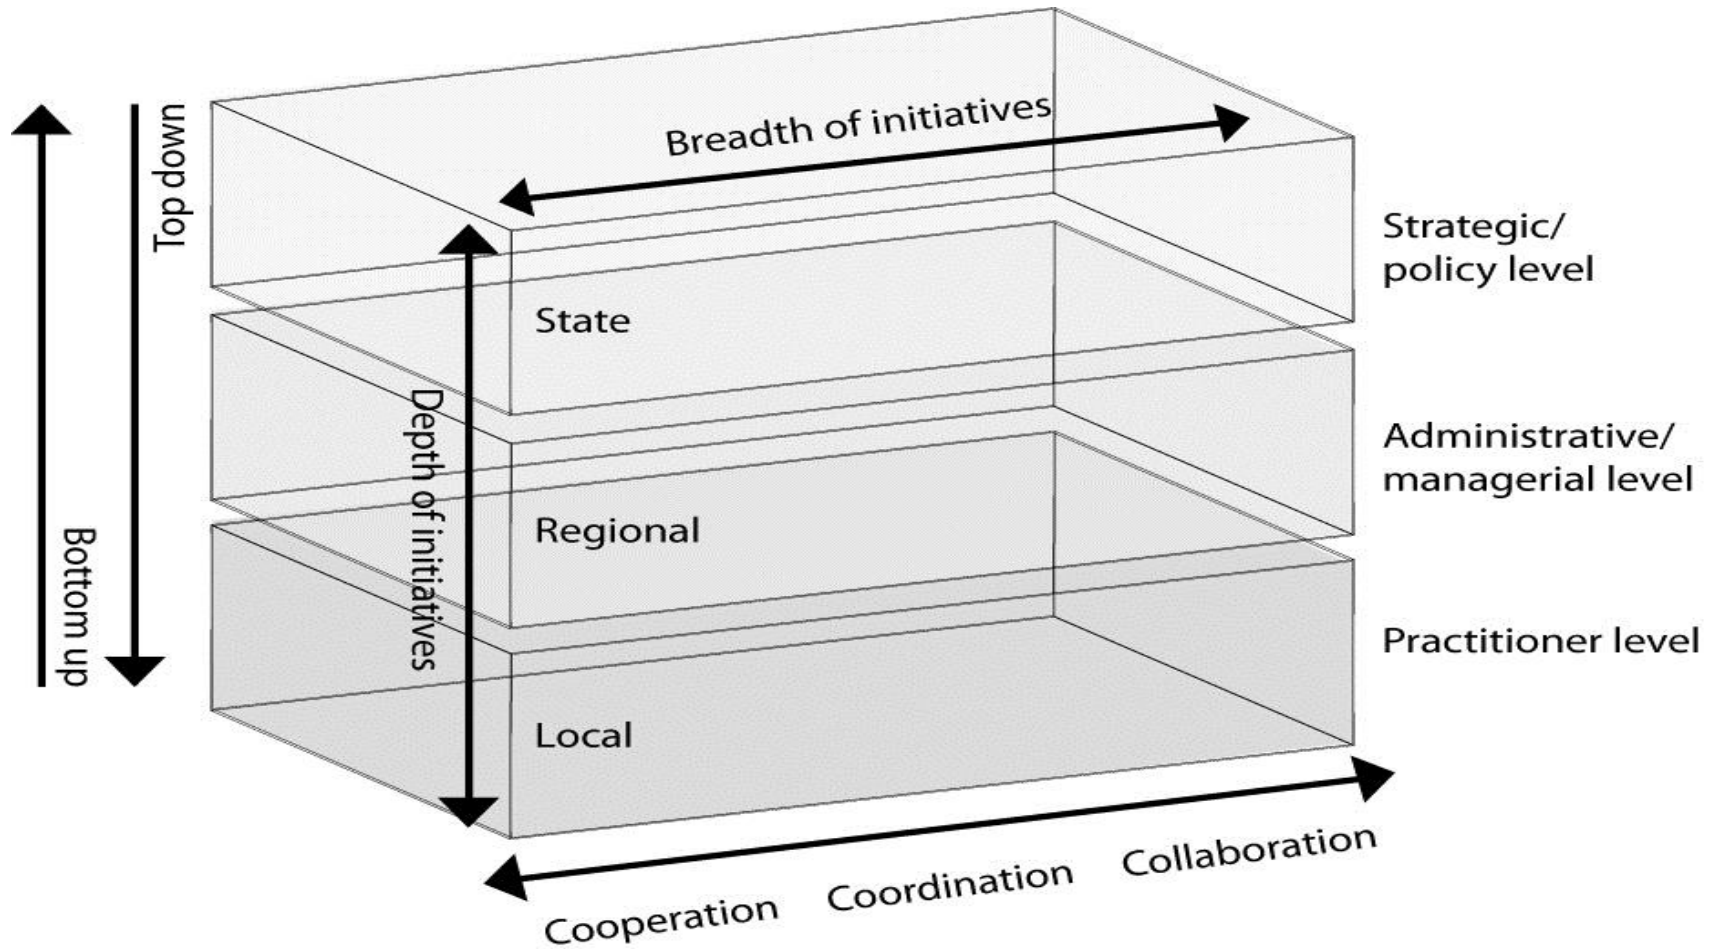 Top down
Bottom up
Breadth of initiatives
Depth of initiatives
State
Regional
Local
Strategic/
policy level
Administrative/
managerial level
Practitioner level
Cooperation Coordination Collaboration